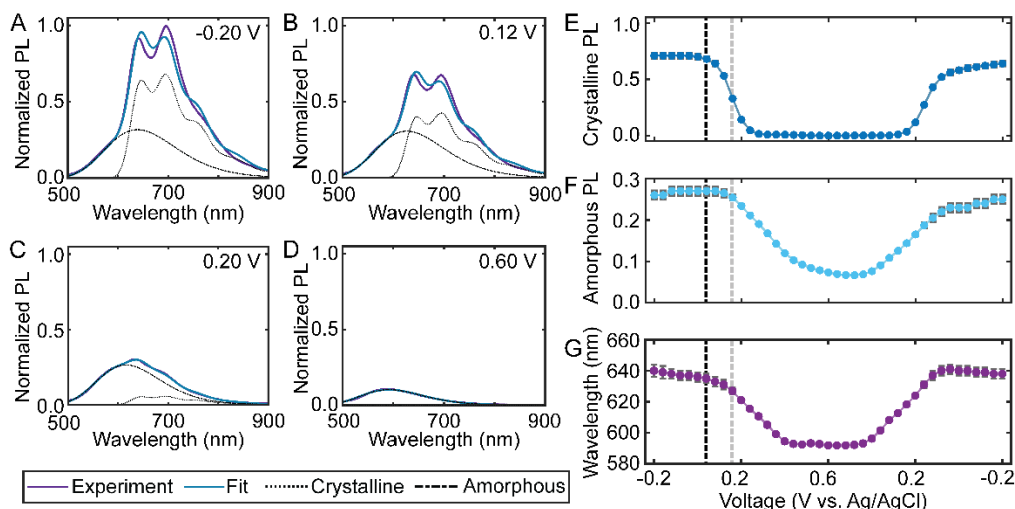 A
-0.20 V
Normalized PL
1.0
0.5
0.0
500
700
900
Wavelength (nm)
B
0.12 V
Normalized PL
1.0
0.5
0.0
500
700
900
Wavelength (nm)
C
0.20 V
Normalized PL
1.0
0.5
0.0
500
700
900
Wavelength (nm)
D
0.60 V
Normalized PL
1.0
0.5
0.0
500
700
900
Wavelength (nm)
Experiment Fit Crystalline Amorphous
E
Crystalline PL
1.0
0.5
0.0
F
Amorphous PL
0.3
0.2
0.1
0.0
G
Wavelength (nm)
660
640
620
600
580
-0.2 0.2 0.6 0.2 -0.2
Voltage (V vs. Ag/AgCl)